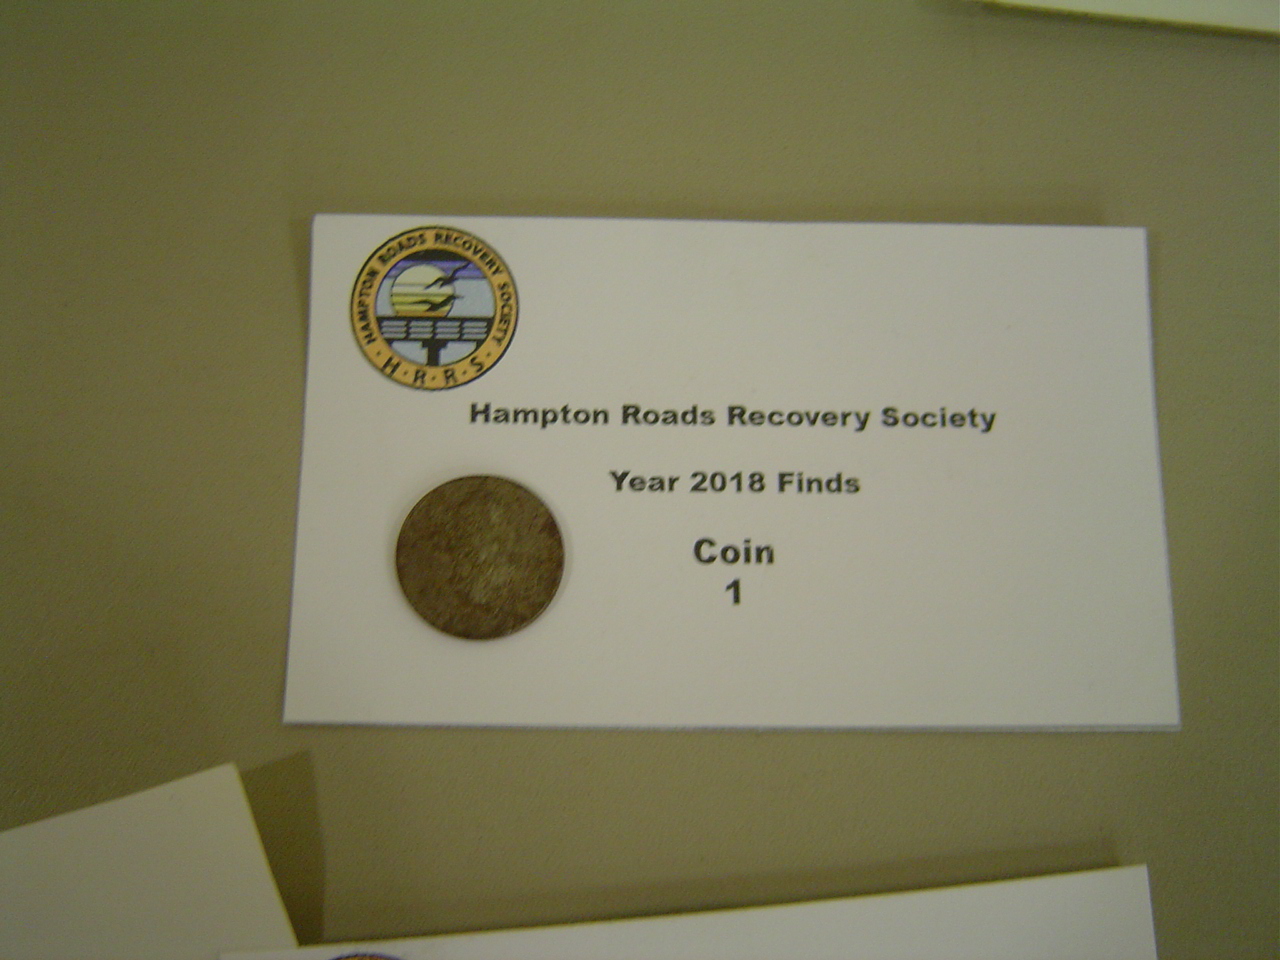 HAMPTON ROADS RECOVERY SOCIETY
· H · R · R · S ·
Hampton Roads Recovery Society
Year 2018 Finds
Coin
1